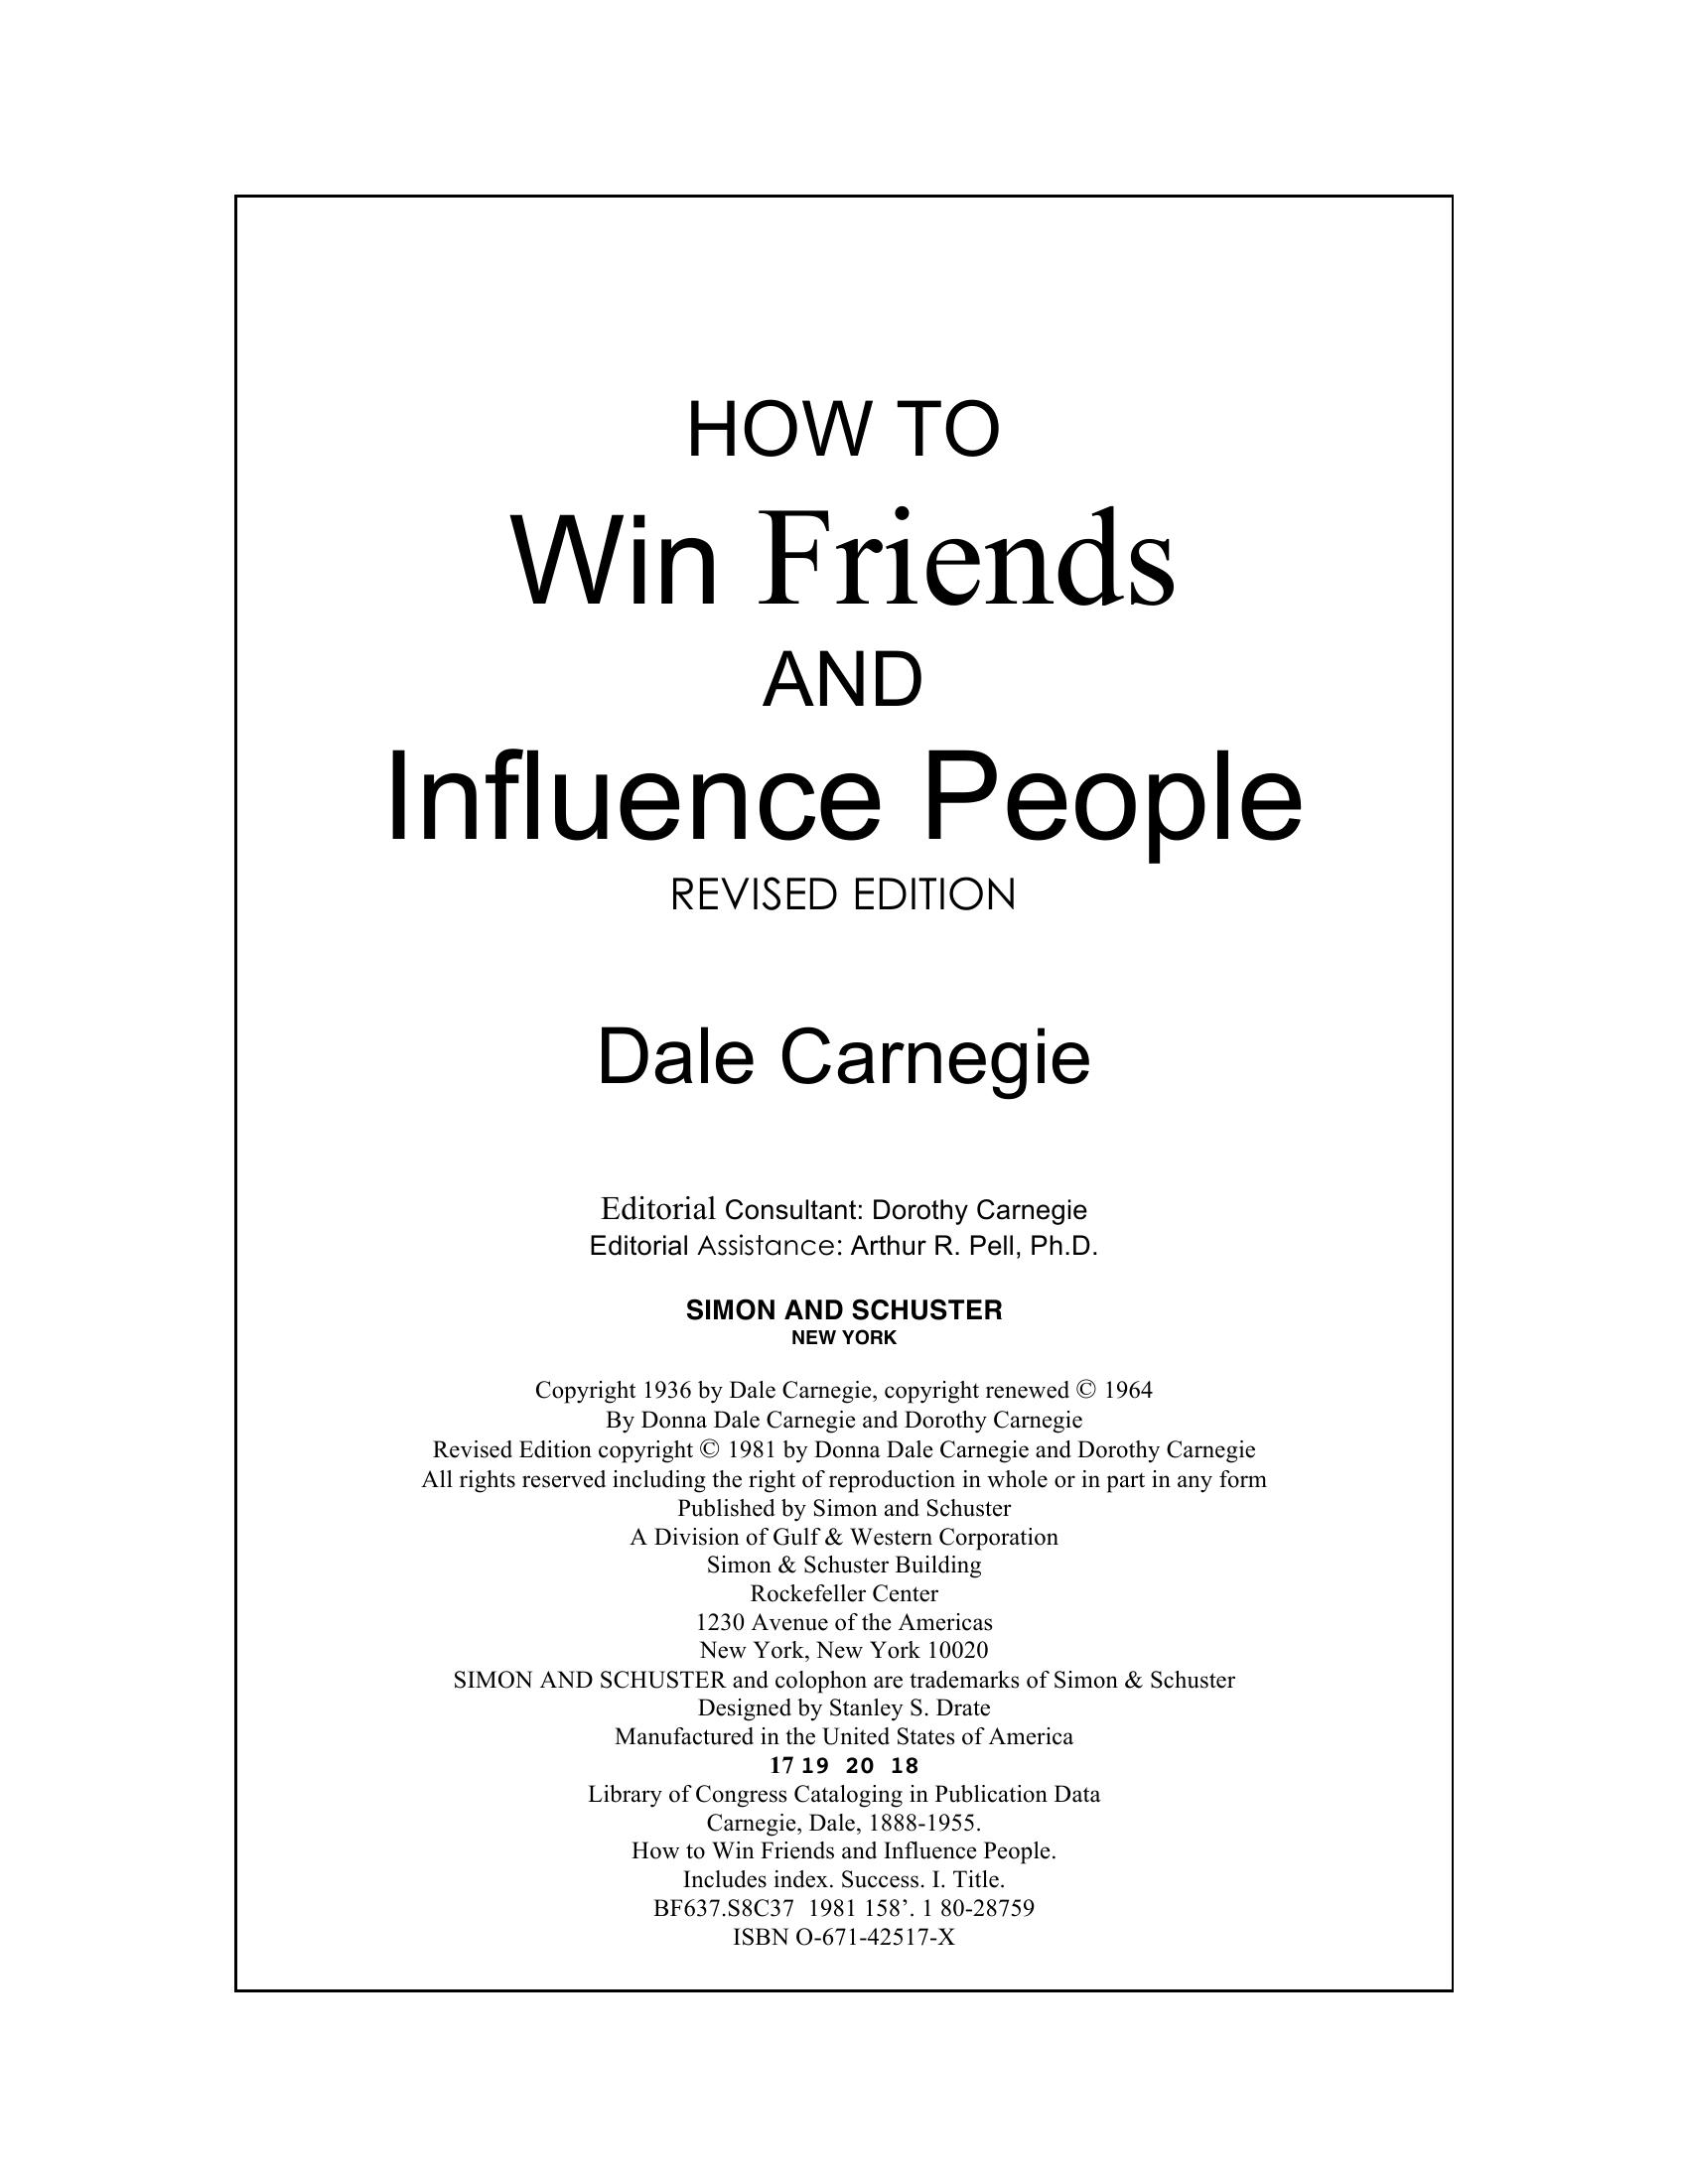 HOW TO
Win Friends
AND
Influence People
REVISED EDITION
Dale Carnegie
Editorial Consultant: Dorothy Carnegie
Editorial Assistance: Arthur R. Pell, Ph.D.
SIMON AND SCHUSTER
NEW YORK
Copyright 1936 by Dale Carnegie, copyright renewed © 1964
By Donna Dale Carnegie and Dorothy Carnegie
Revised Edition copyright © 1981 by Donna Dale Carnegie and Dorothy Carnegie
All rights reserved including the right of reproduction in whole or in part in any form
Published by Simon and Schuster
A Division of Gulf & Western Corporation
Simon & Schuster Building
Rockefeller Center
1230 Avenue of the Americas
New York, New York 10020
SIMON AND SCHUSTER and colophon are trademarks of Simon & Schuster
Designed by Stanley S. Drate
Manufactured in the United States of America
17 19 20 18
Library of Congress Cataloging in Publication Data
Carnegie, Dale, 1888-1955.
How to Win Friends and Influence People.
Includes index. Success. I. Title.
BF637.S8C37 1981 158’. 1 80-28759
ISBN O-671-42517-X